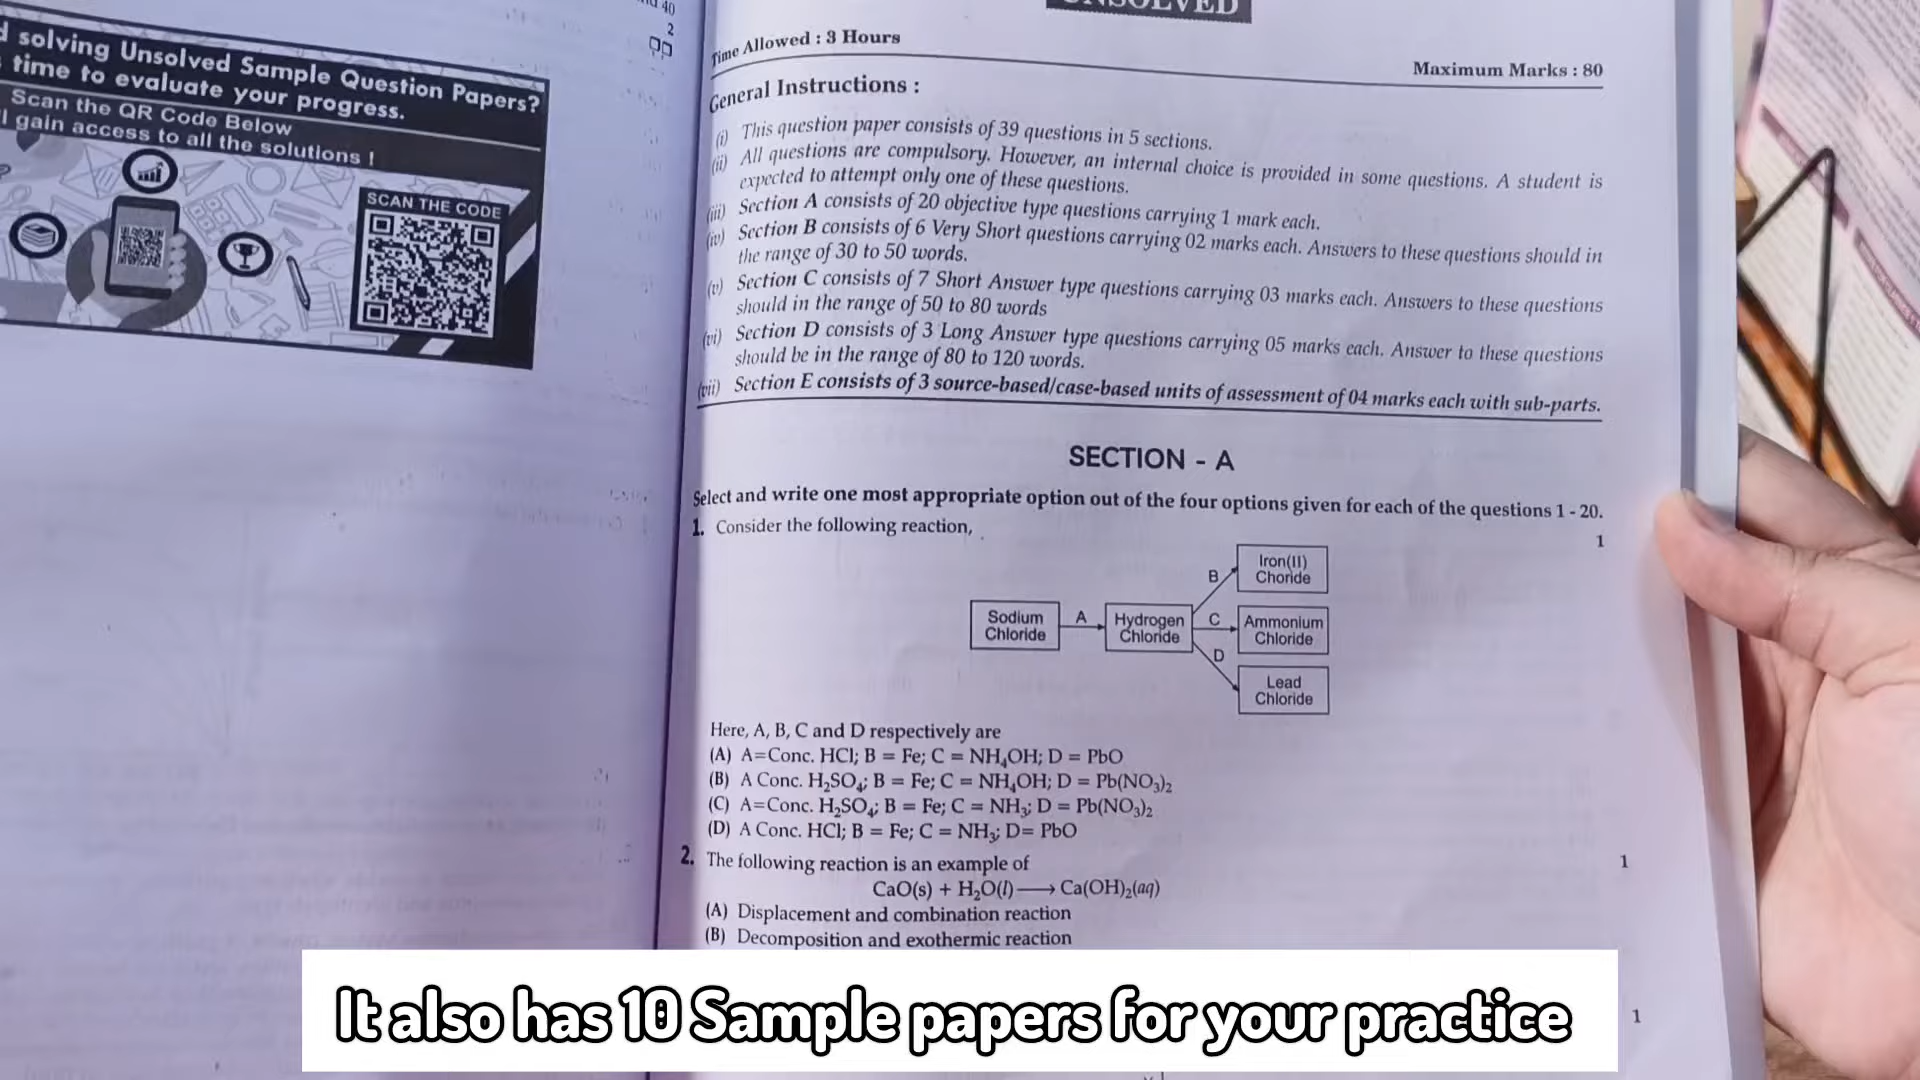 solving Unsolved Sample Question Papers?
time to evaluate your progress.
Scan the QR Code Below
gain access to all the solutions !
SCAN THE CODE
40
2
UNSOLVED
Time Allowed : 3 Hours
Maximum Marks : 80
General Instructions :
(i) This question paper consists of 39 questions in 5 sections.
(ii) All questions are compulsory. However, an internal choice is provided in some questions. A student is
expected to attempt only one of these questions.
(iii) Section A consists of 20 objective type questions carrying 1 mark each.
(iv) Section B consists of 6 Very Short questions carrying 02 marks each. Answers to these questions should in
the range of 30 to 50 words.
(v) Section C consists of 7 Short Answer type questions carrying 03 marks each. Answers to these questions
should in the range of 50 to 80 words
(vi) Section D consists of 3 Long Answer type questions carrying 05 marks each. Answer to these questions
should be in the range of 80 to 120 words.
(vii) Section E consists of 3 source-based/case-based units of assessment of 04 marks each with sub-parts.
SECTION - A
Select and write one most appropriate option out of the four options given for each of the questions 1 - 20.
1. Consider the following reaction,
1
Sodium
Chloride
A
Hydrogen
Chloride
B
Iron(II)
Choride
C
Ammonium
Chloride
D
Lead
Chloride
Here, A, B, C and D respectively are
(A) A=Conc. HCl; B = Fe; C = NH₄OH; D = PbO
(B) A Conc. H₂SO₄; B = Fe; C = NH₄OH; D = Pb(NO₃)₂
(C) A=Conc. H₂SO₄; B = Fe; C = NH₃; D = Pb(NO₃)₂
(D) A Conc. HCl; B = Fe; C = NH₃; D= PbO
2. The following reaction is an example of
1
CaO(s) + H₂O(l) ⟶ Ca(OH)₂(aq)
(A) Displacement and combination reaction
(B) Decomposition and exothermic reaction
1
It also has 10 Sample papers for your practice